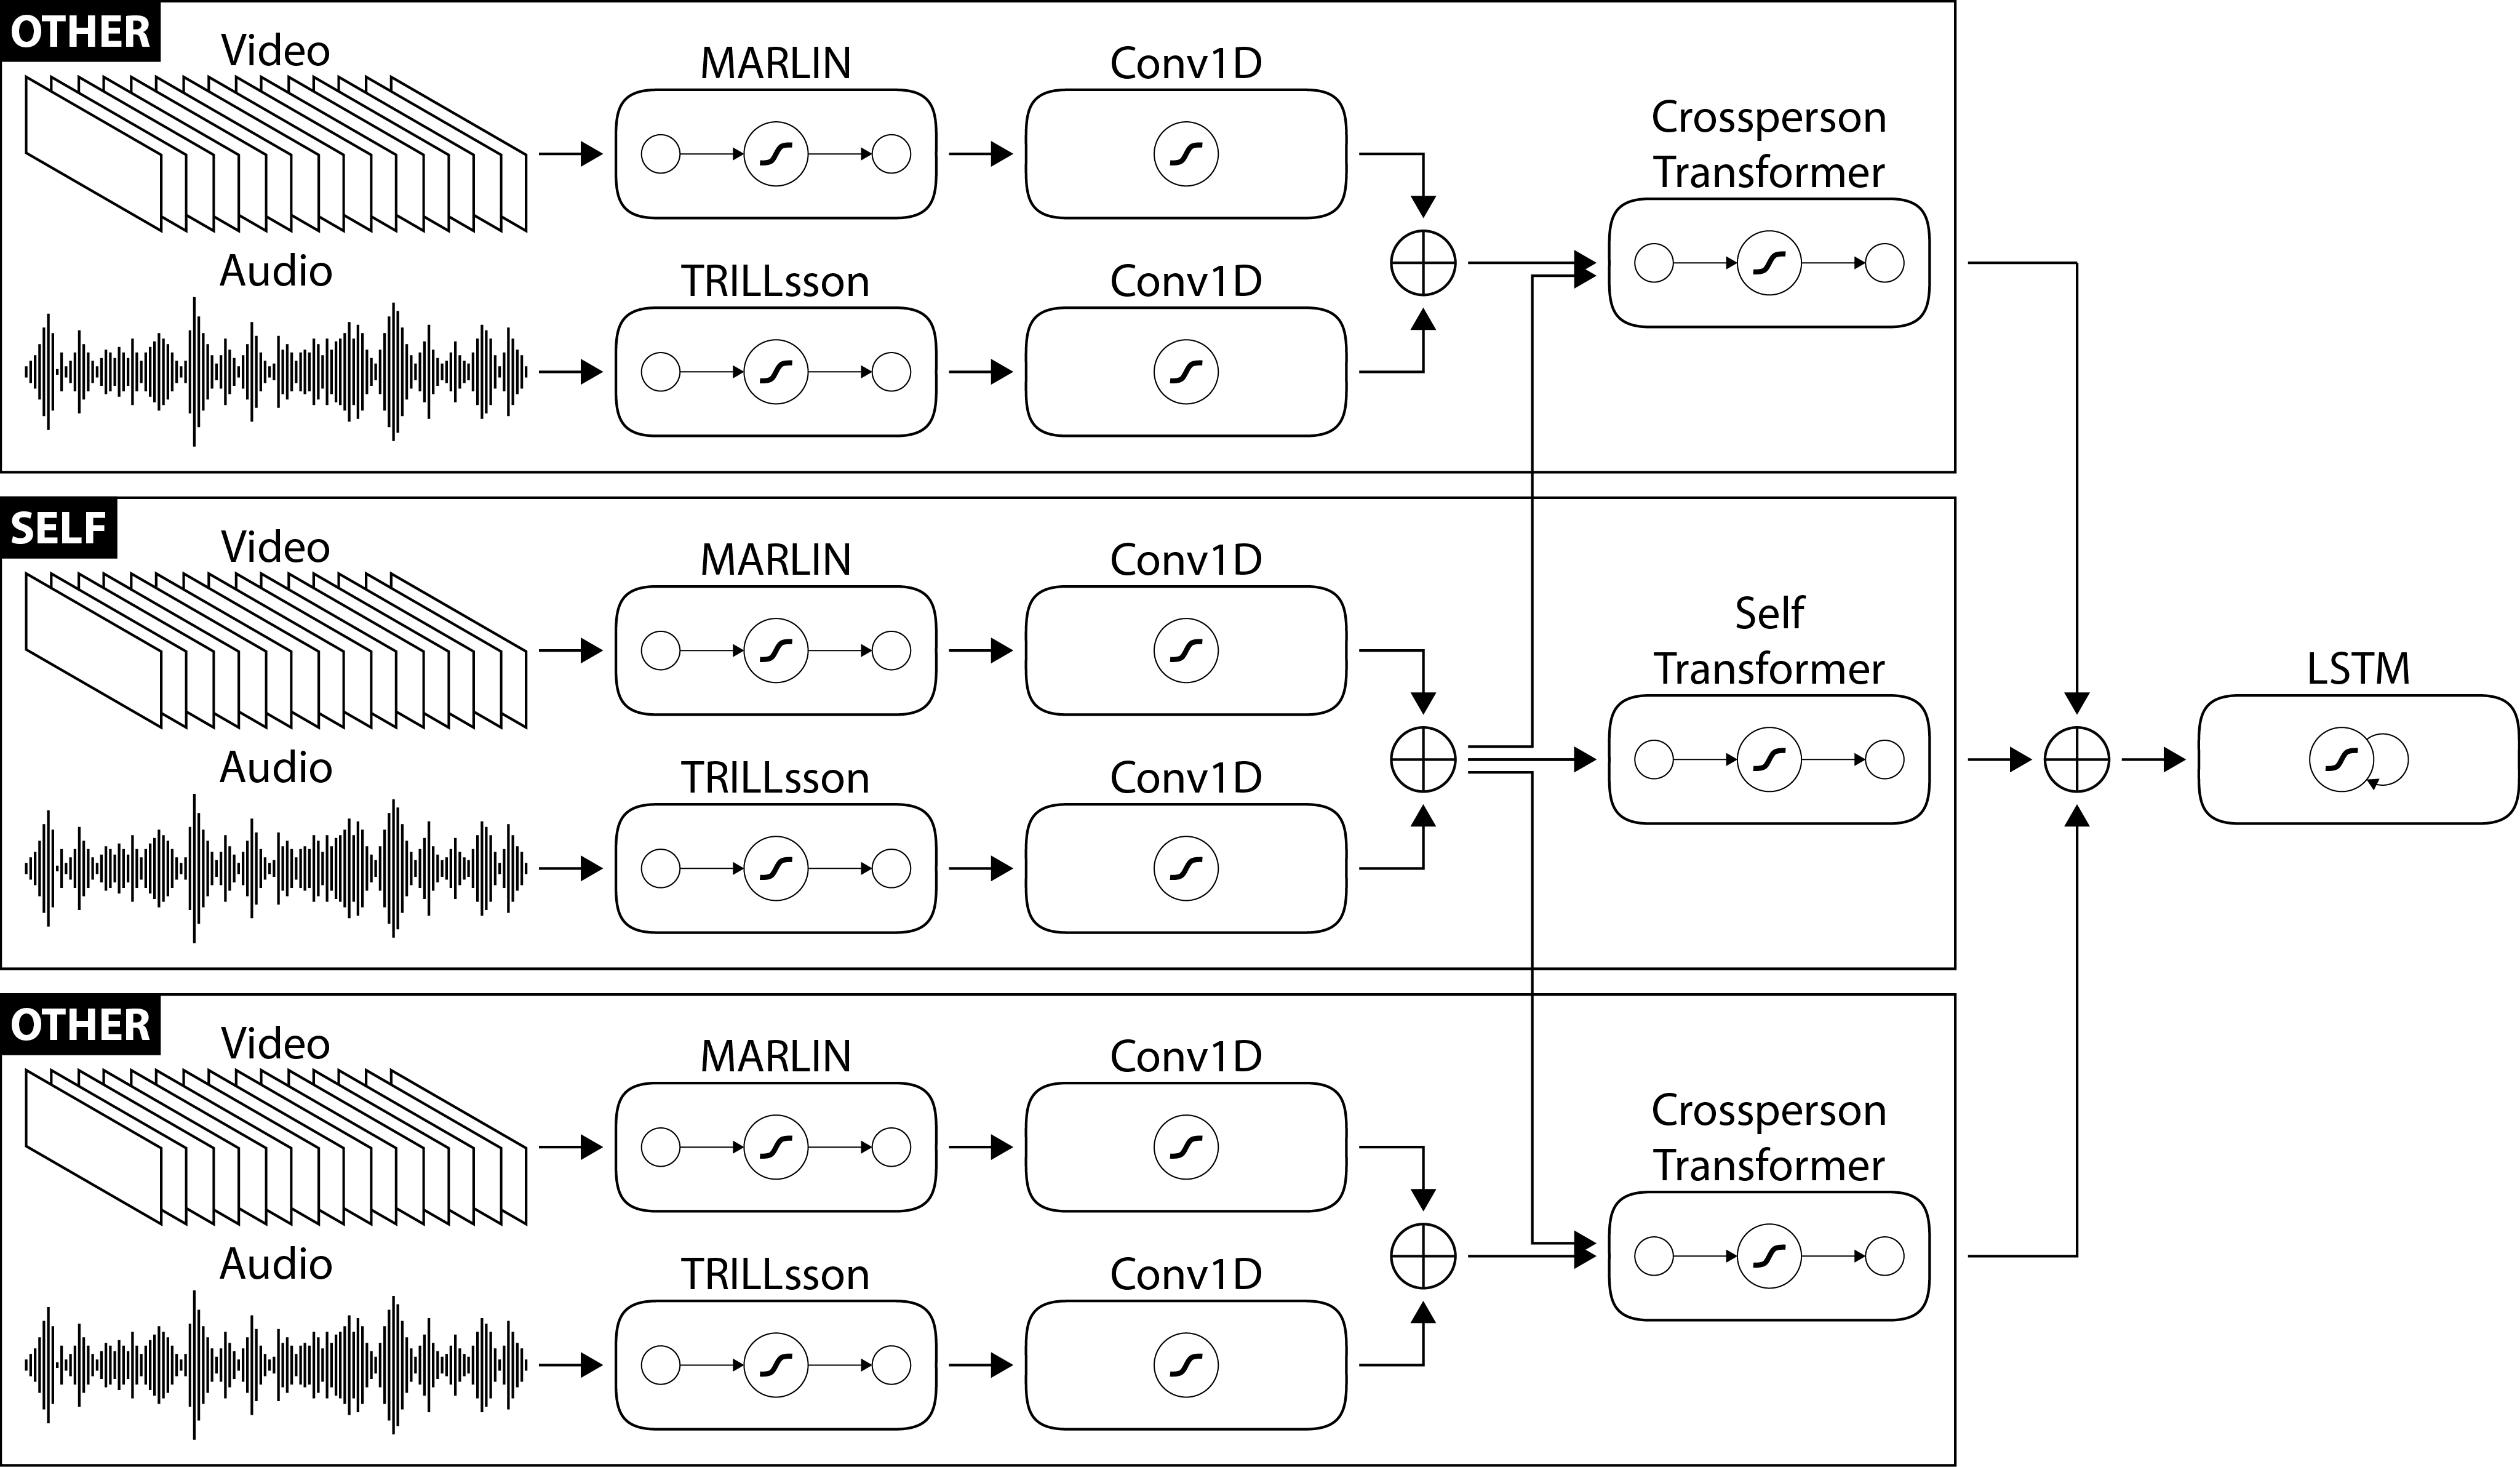 OTHER
Video
MARLIN
Conv1D
Crossperson
Transformer
Audio
TRILLsson
Conv1D
SELF
Video
MARLIN
Conv1D
Self
Transformer
LSTM
Audio
TRILLsson
Conv1D
OTHER
Video
MARLIN
Conv1D
Crossperson
Transformer
Audio
TRILLsson
Conv1D